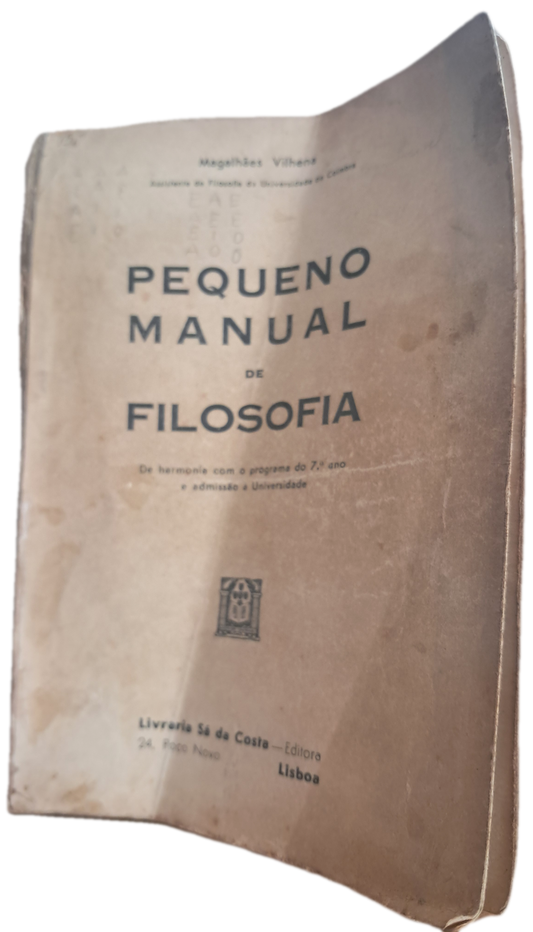 Magalhães Vilhena
Assistente de Filosofia da Universidade de Coimbra
E A E
E E
E I O
A O O
PEQUENO
MANUAL
DE
FILOSOFIA
De harmonia com o programa do 7.º ano
e admissão a Universidade
Livraria Sá da Costa — Editora
24, Poço Novo
Lisboa